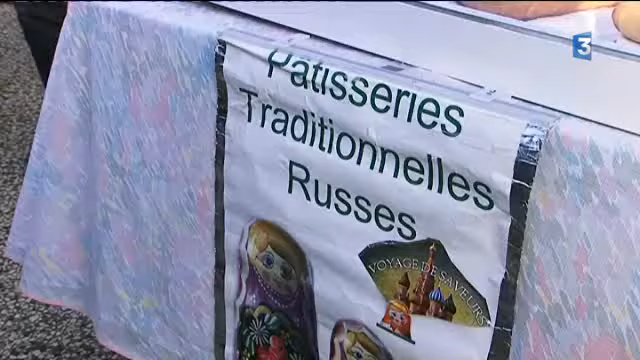 3
Patisseries
Traditionnelles
Russes
VOYAGE DE SAVEURS